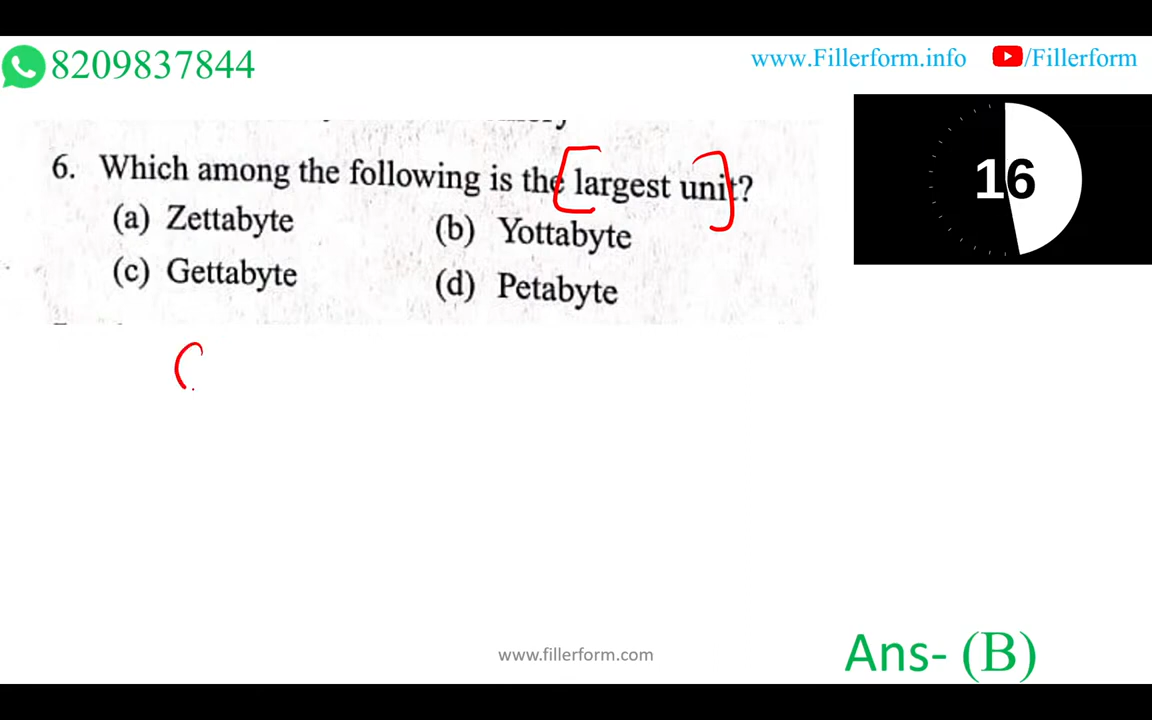 8209837844
www.Fillerform.info /Fillerform
16
6. Which among the following is the largest unit?
(a) Zettabyte (b) Yottabyte
(c) Gettabyte (d) Petabyte
www.fillerform.com
Ans- (B)